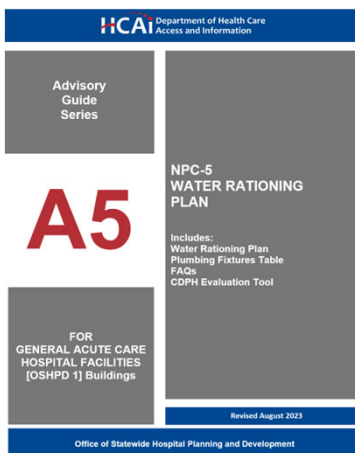 HCAi Department of Health Care
Access and Information
Advisory
Guide
Series
A5
NPC-5
WATER RATIONING
PLAN
Includes:
Water Rationing Plan
Plumbing Fixtures Table
FAQs
CDPH Evaluation Tool
FOR
GENERAL ACUTE CARE
HOSPITAL FACILITIES
[OSHPD 1] Buildings
Revised August 2023
Office of Statewide Hospital Planning and Development